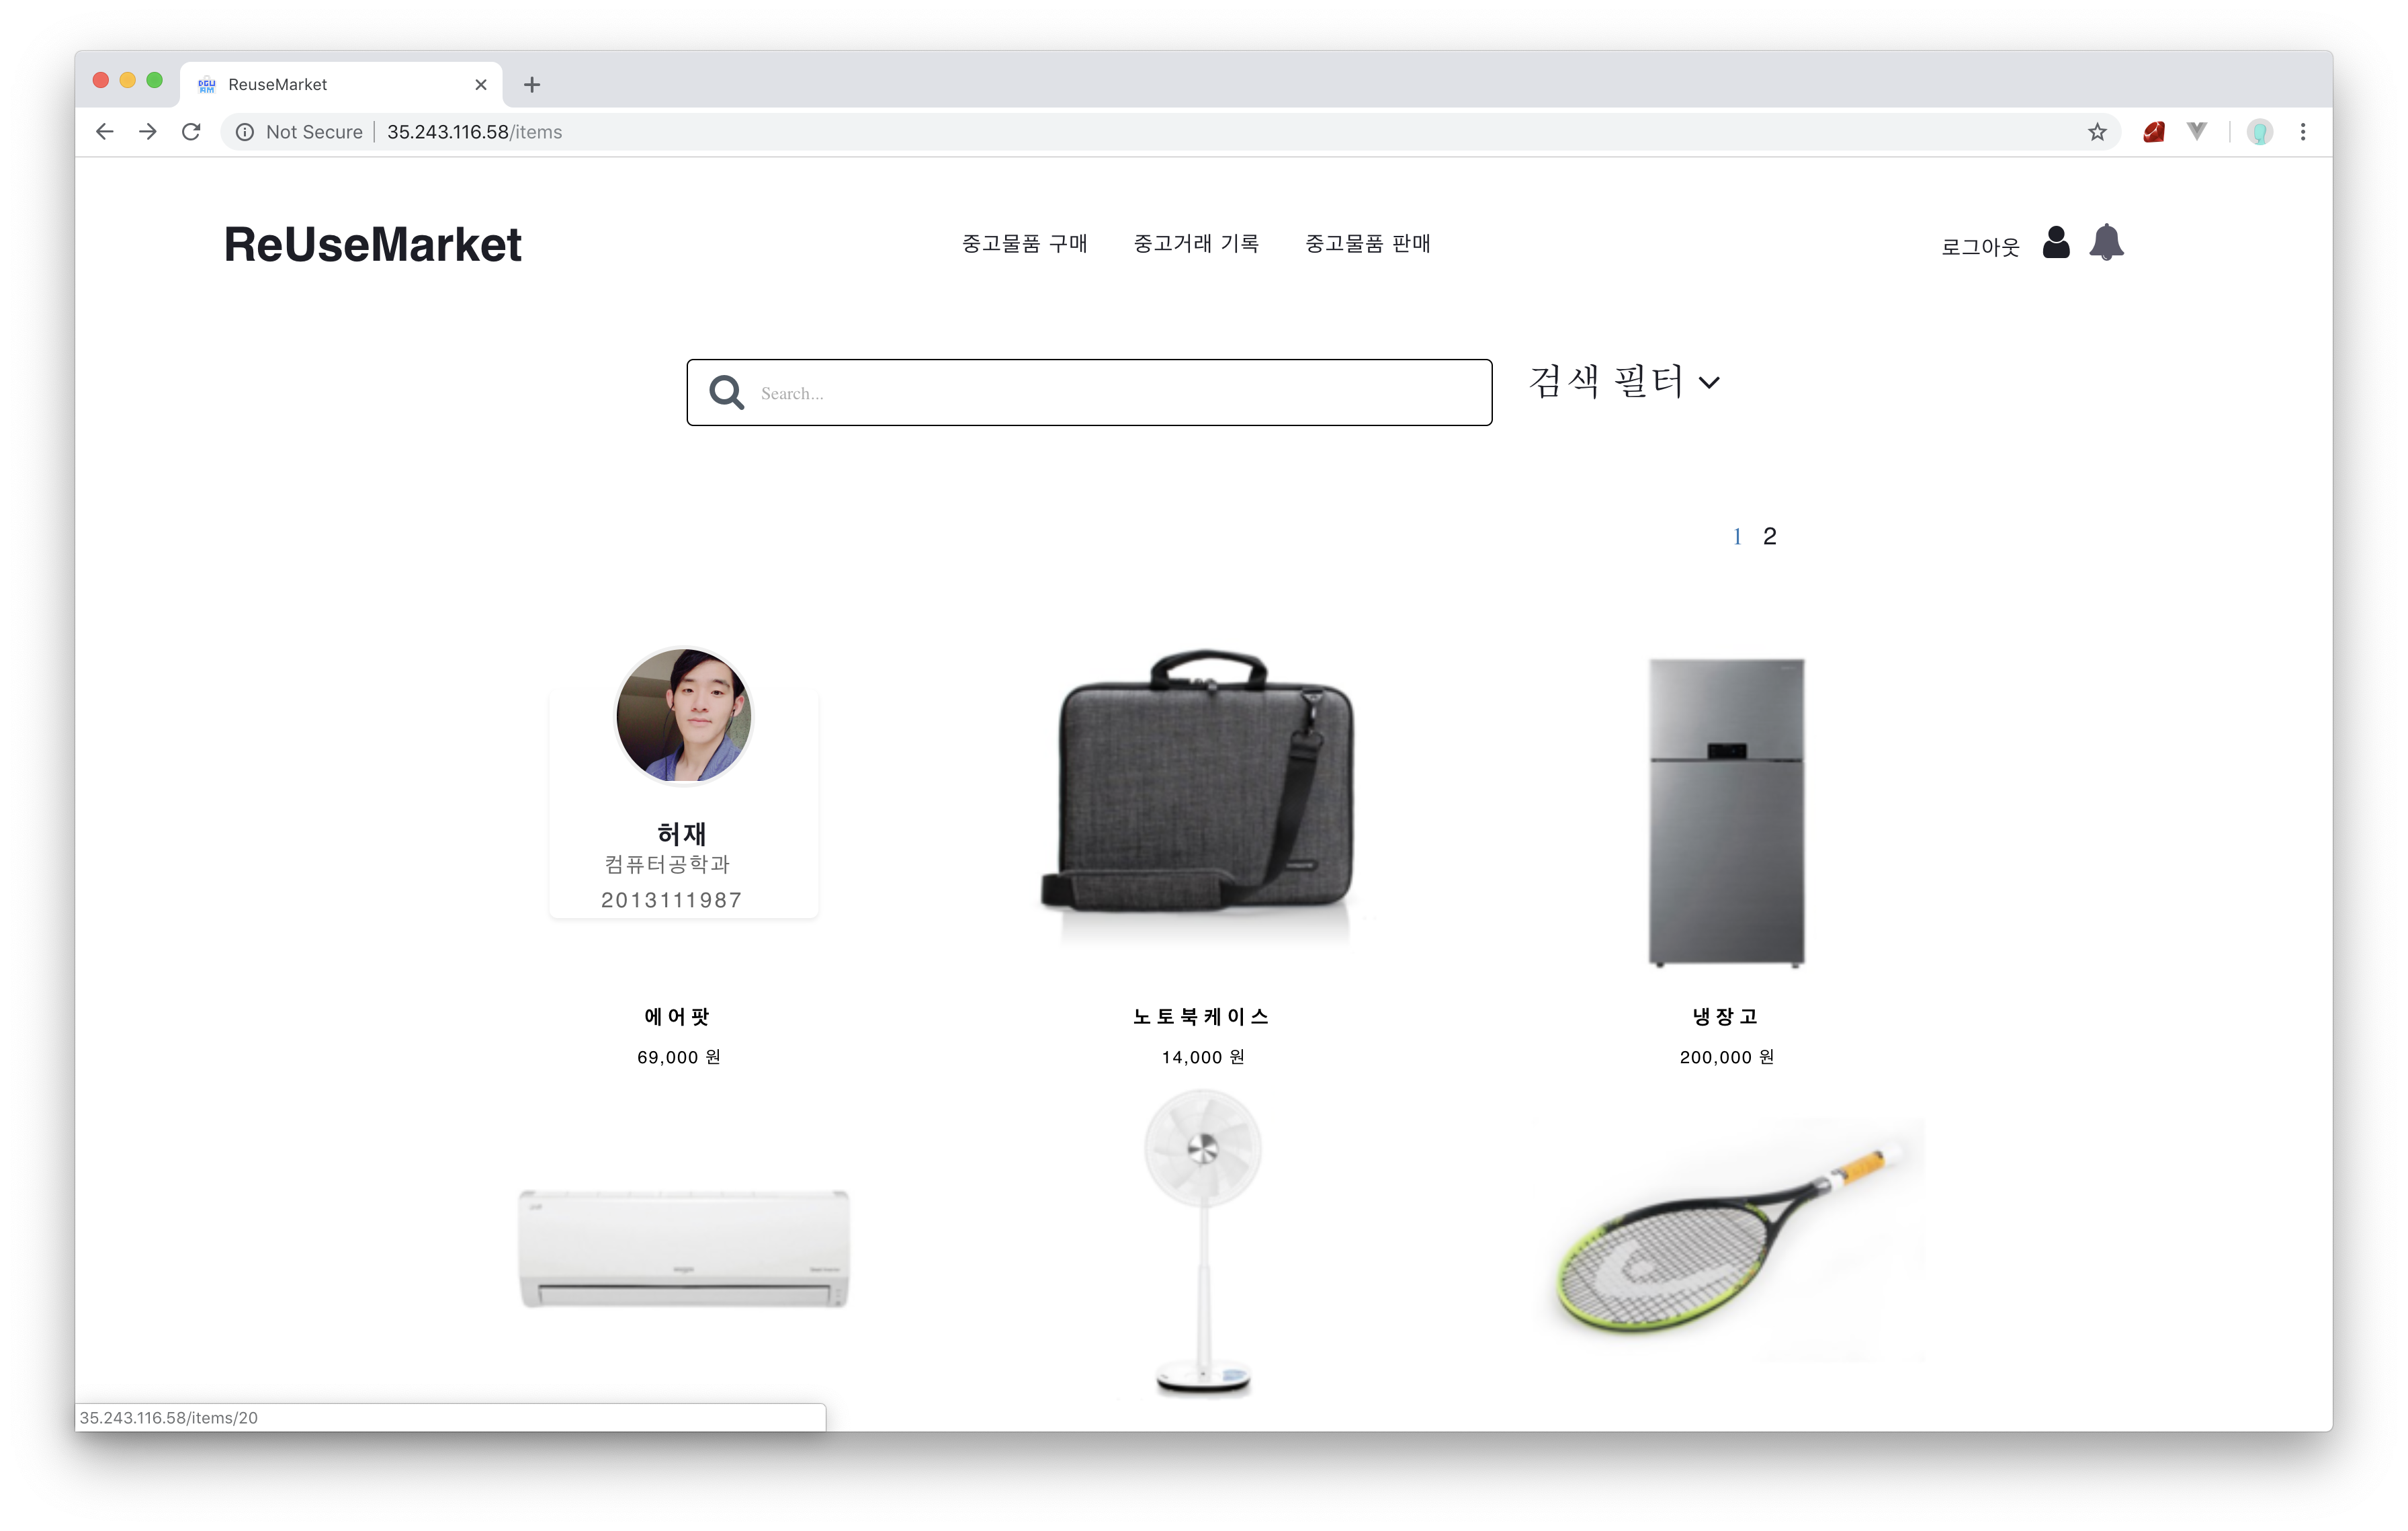 ReuseMarket
Not Secure 35.243.116.58/items
ReUseMarket
중고물품 구매 중고거래 기록 중고물품 판매
로그아웃
Search...
검색 필터
1 2
허재
컴퓨터공학과
2013111987
에어팟 노토북케이스 냉장고
69,000 원 14,000 원 200,000 원
35.243.116.58/items/20